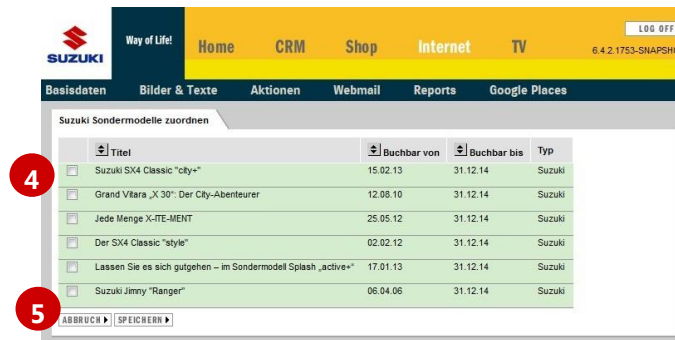 SUZUKI
Way of Life!
Home CRM Shop Internet TV
LOG OFF
6.4.2.1753-SNAPSH
Basisdaten Bilder & Texte Aktionen Webmail Reports Google Places
Suzuki Sondermodelle zuordnen
Titel Buchbar von Buchbar bis Typ
4
Suzuki SX4 Classic "city+" 15.02.13 31.12.14 Suzuki
Grand Vitara „X 30“: Der City-Abenteurer 12.08.10 31.12.14 Suzuki
Jede Menge X-ITE-MENT 25.05.12 31.12.14 Suzuki
Der SX4 Classic "style" 02.02.12 31.12.14 Suzuki
Lassen Sie es sich gutgehen – im Sondermodell Splash „active+“ 17.01.13 31.12.14 Suzuki
Suzuki Jimny "Ranger" 06.04.06 31.12.14 Suzuki
5
ABBRUCH SPEICHERN